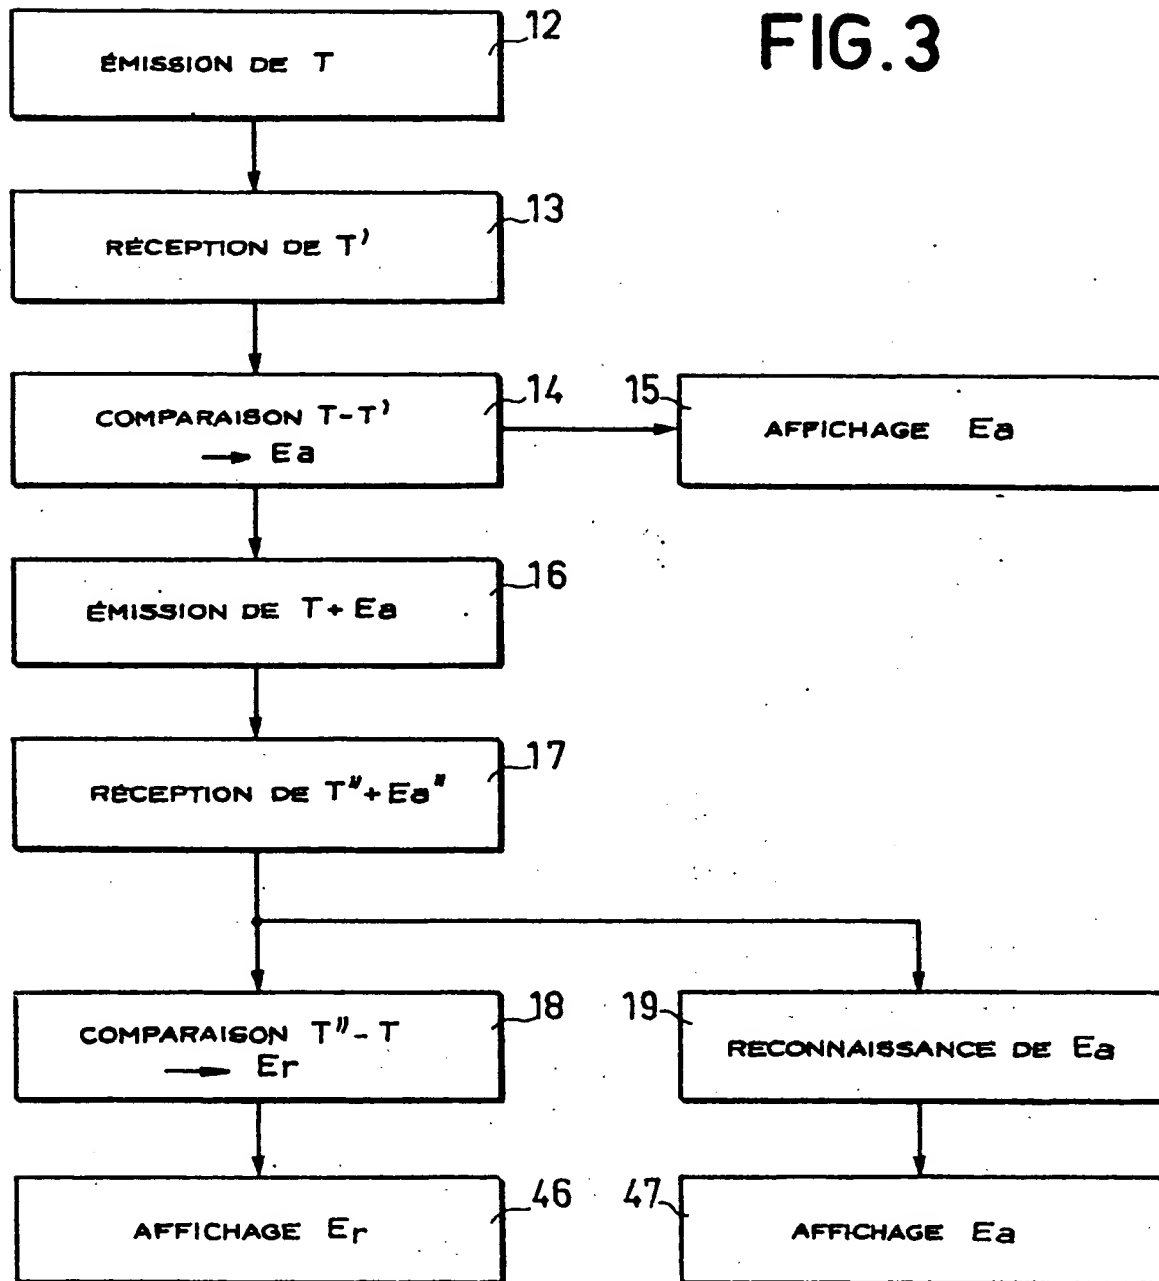 FIG.3
12
ÉMISSION DE T
13
RÉCEPTION DE T'
14
COMPARAISON T-T'
→ Ea
15
AFFICHAGE Ea
16
ÉMISSION DE T+Ea
17
RÉCEPTION DE T"+Ea"
18
COMPARAISON T"-T
→ Er
19
RECONNAISSANCE DE Ea
46
AFFICHAGE Er
47
AFFICHAGE Ea